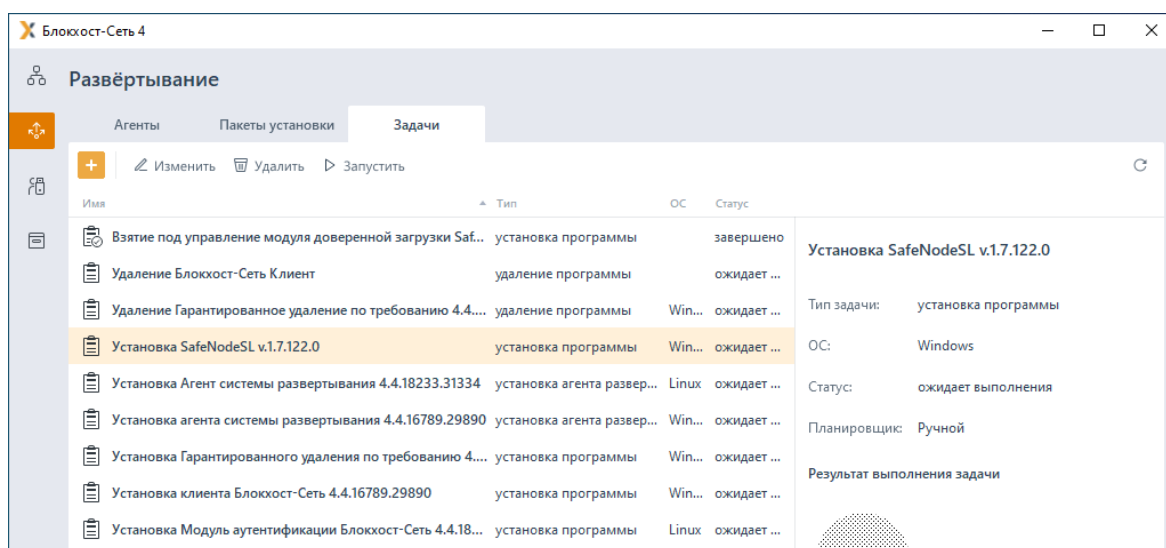 Блокхост-Сеть 4
Развёртывание
Агенты Пакеты установки Задачи
+ Изменить Удалить Запустить
Имя Тип ОС Статус
Взятие под управление модуля доверенной загрузки Saf... установка программы завершено
Удаление Блокхост-Сеть Клиент удаление программы ожидает ...
Удаление Гарантированное удаление по требованию 4.4.... удаление программы Win... ожидает ...
Установка SafeNodeSL v.1.7.122.0 установка программы Win... ожидает ...
Установка Агент системы развертывания 4.4.18233.31334 установка агента развер... Linux ожидает ...
Установка агента системы развертывания 4.4.16789.29890 установка агента развер... Win... ожидает ...
Установка Гарантированного удаления по требованию 4.... установка программы Win... ожидает ...
Установка клиента Блокхост-Сеть 4.4.16789.29890 установка программы Win... ожидает ...
Установка Модуль аутентификации Блокхост-Сеть 4.4.18... установка программы Linux ожидает ...
Установка SafeNodeSL v.1.7.122.0
Тип задачи: установка программы
ОС: Windows
Статус: ожидает выполнения
Планировщик: Ручной
Результат выполнения задачи